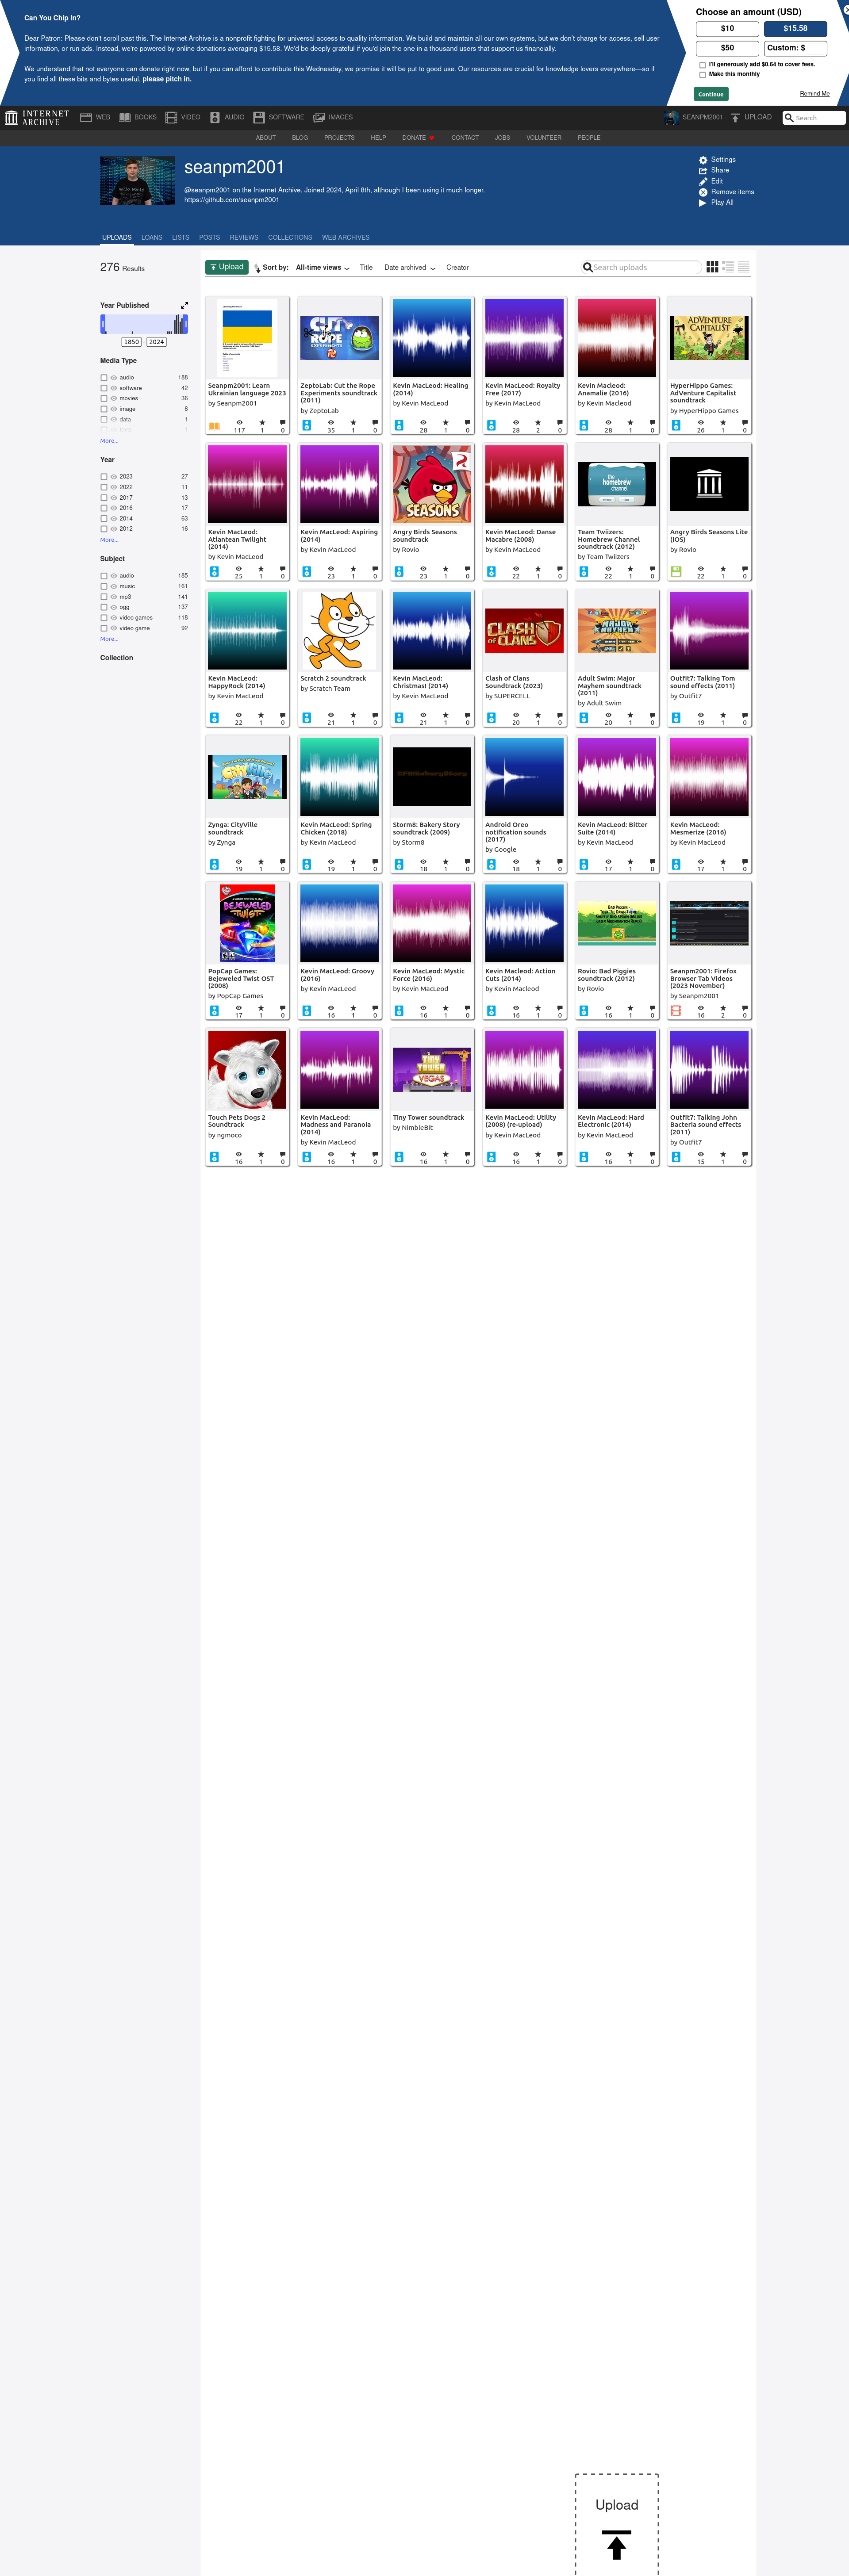 Can You Chip In?
Dear Patron: Please don't scroll past this. The Internet Archive is a nonprofit fighting for universal access to quality information. We build and maintain all our own systems, but we don't charge for access, sell user
information, or run ads. Instead, we're powered by online donations averaging $15.58. We'd be deeply grateful if you'd join the one in a thousand users that support us financially.
We understand that not everyone can donate right now, but if you can afford to contribute this Wednesday, we promise it will be put to good use. Our resources are crucial for knowledge lovers everywhere—so if
you find all these bits and bytes useful, please pitch in.
Choose an amount (USD)
$10 $15.58
$50 Custom: $
I'll generously add $0.64 to cover fees.
Make this monthly
Continue Remind Me
INTERNET ARCHIVE WEB BOOKS VIDEO AUDIO SOFTWARE IMAGES SEANPM2001 UPLOAD Search
ABOUT BLOG PROJECTS HELP DONATE CONTACT JOBS VOLUNTEER PEOPLE
seanpm2001
@seanpm2001 on the Internet Archive. Joined 2024, April 8th, although I been using it much longer.
https://github.com/seanpm2001
Settings
Share
Edit
Remove items
Play All
UPLOADS LOANS LISTS POSTS REVIEWS COLLECTIONS WEB ARCHIVES
276 Results
Upload Sort by: All-time views Title Date archived Creator Search uploads
Year Published
1850 - 2024
Media Type
audio 188
software 42
movies 36
image 8
data 1
More...
Year
2023 27
2022 11
2017 13
2016 17
2014 63
2012 16
More...
Subject
audio 185
music 161
mp3 141
ogg 137
video games 118
video game 92
More...
Collection
Seanpm2001: Learn
Ukrainian language 2023
by Seanpm2001
117 1 0
CUT THE ROPE EXPERIMENTS
ZeptoLab: Cut the Rope
Experiments soundtrack
(2011)
by ZeptoLab
35 1 0
Kevin MacLeod: Healing
(2014)
by Kevin MacLeod
28 1 0
Kevin MacLeod: Royalty
Free (2017)
by Kevin MacLeod
28 2 0
Kevin Macleod:
Anamalie (2016)
by Kevin Macleod
28 1 0
ADVENTURE CAPITALIST
HyperHippo Games:
AdVenture Capitalist
soundtrack
by HyperHippo Games
26 1 0
Kevin MacLeod:
Atlantean Twilight
(2014)
by Kevin MacLeod
25 1 0
Kevin MacLeod: Aspiring
(2014)
by Kevin MacLeod
23 1 0
SEASONS
Angry Birds Seasons
soundtrack
by Rovio
23 1 0
Kevin MacLeod: Danse
Macabre (2008)
by Kevin MacLeod
22 1 0
the homebrew channel
Team Twiizers:
Homebrew Channel
soundtrack (2012)
by Team Twiizers
22 1 0
Angry Birds Seasons Lite
(iOS)
by Rovio
22 1 0
Kevin MacLeod:
HappyRock (2014)
by Kevin MacLeod
22 1 0
Scratch 2 soundtrack
by Scratch Team
21 1 0
Kevin MacLeod:
Christmas! (2014)
by Kevin MacLeod
21 1 0
CLASH OF CLANS
Clash of Clans
Soundtrack (2023)
by SUPERCELL
20 1 0
MAJOR MAYHEM
Adult Swim: Major
Mayhem soundtrack
(2011)
by Adult Swim
20 1 0
Outfit7: Talking Tom
sound effects (2011)
by Outfit7
19 1 0
CITYVILLE
Zynga: CityVille
soundtrack
by Zynga
19 1 0
Kevin MacLeod: Spring
Chicken (2018)
by Kevin MacLeod
19 1 0
Storm8: Bakery Story
soundtrack (2009)
by Storm8
18 1 0
Android Oreo
notification sounds
(2017)
by Google
18 1 0
Kevin MacLeod: Bitter
Suite (2014)
by Kevin MacLeod
17 1 0
Kevin MacLeod:
Mesmerize (2016)
by Kevin MacLeod
17 1 0
BEJEWELED TWIST
PopCap Games:
Bejeweled Twist OST
(2008)
by PopCap Games
17 1 0
Kevin MacLeod: Groovy
(2016)
by Kevin MacLeod
16 1 0
Kevin MacLeod: Mystic
Force (2016)
by Kevin MacLeod
16 1 0
Kevin Macleod: Action
Cuts (2014)
by Kevin Macleod
16 1 0
Rovio: Bad Piggies
soundtrack (2012)
by Rovio
16 1 0
Seanpm2001: Firefox
Browser Tab Videos
(2023 November)
by Seanpm2001
16 2 0
Touch Pets Dogs 2
Soundtrack
by ngmoco
16 1 0
Kevin MacLeod:
Madness and Paranoia
(2014)
by Kevin MacLeod
16 1 0
TINY TOWER VEGAS
Tiny Tower soundtrack
by NimbleBit
16 1 0
Kevin MacLeod: Utility
(2008) (re-upload)
by Kevin MacLeod
16 1 0
Kevin MacLeod: Hard
Electronic (2014)
by Kevin MacLeod
16 1 0
Outfit7: Talking John
Bacteria sound effects
(2011)
by Outfit7
15 1 0
Upload